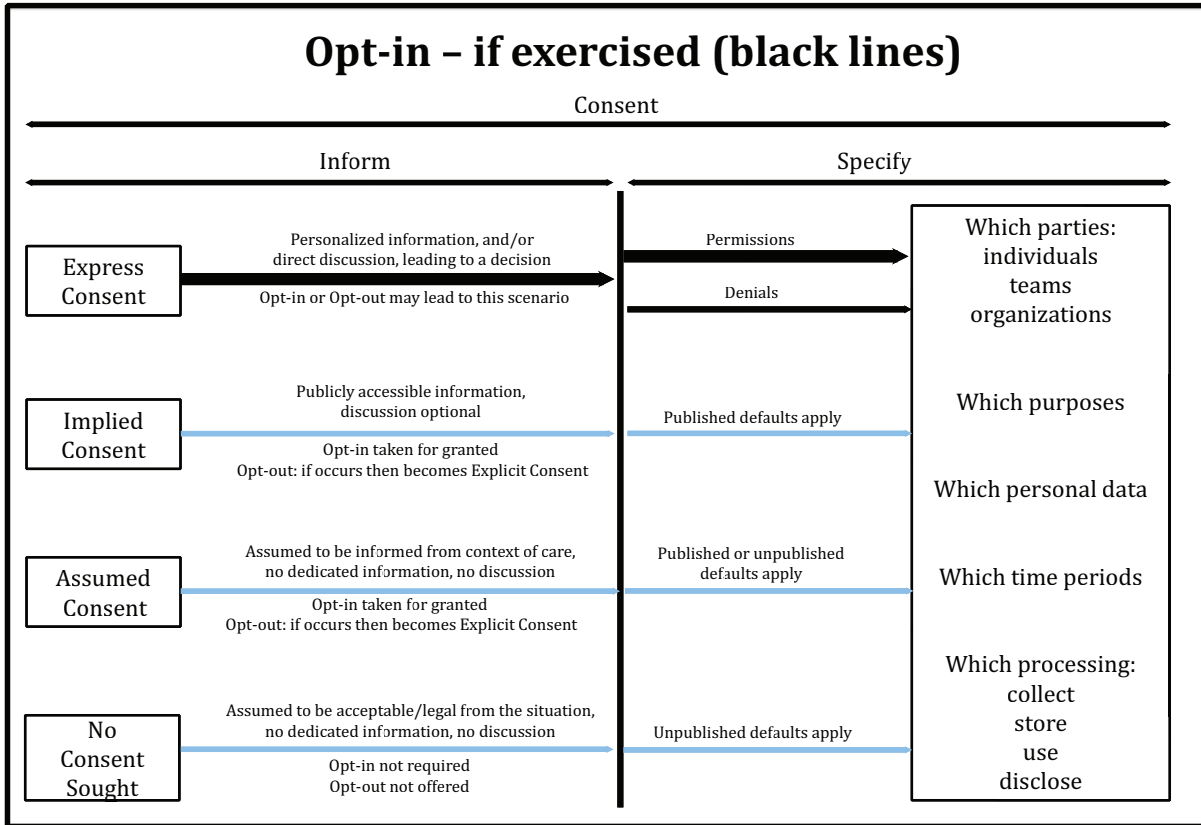 Opt-in – if exercised (black lines)
Consent
Inform
Specify
Express
Consent
Personalized information, and/or
direct discussion, leading to a decision
Opt-in or Opt-out may lead to this scenario
Permissions
Denials
Which parties:
individuals
teams
organizations
Implied
Consent
Publicly accessible information,
discussion optional
Opt-in taken for granted
Opt-out: if occurs then becomes Explicit Consent
Published defaults apply
Which purposes
Which personal data
Assumed
Consent
Assumed to be informed from context of care,
no dedicated information, no discussion
Opt-in taken for granted
Opt-out: if occurs then becomes Explicit Consent
Published or unpublished
defaults apply
Which time periods
No
Consent
Sought
Assumed to be acceptable/legal from the situation,
no dedicated information, no discussion
Opt-in not required
Opt-out not offered
Unpublished defaults apply
Which processing:
collect
store
use
disclose